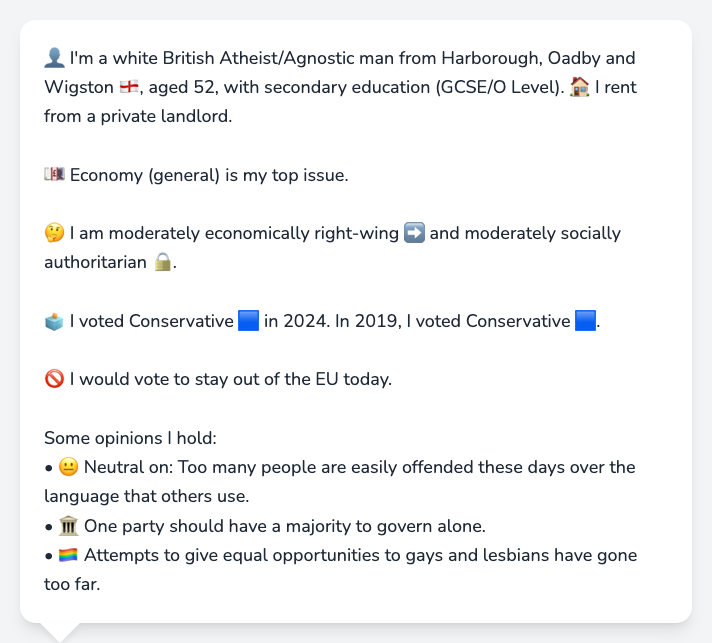 👤 I'm a white British Atheist/Agnostic man from Harborough, Oadby and
Wigston 🏴󠁧󠁢󠁥󠁮󠁧󠁿, aged 52, with secondary education (GCSE/O Level). 🏠 I rent
from a private landlord.
💷 Economy (general) is my top issue.
🤔 I am moderately economically right-wing ➡️ and moderately socially
authoritarian 🔒.
🗳️ I voted Conservative 🟦 in 2024. In 2019, I voted Conservative 🟦.
🚫 I would vote to stay out of the EU today.
Some opinions I hold:
• 😐 Neutral on: Too many people are easily offended these days over the
language that others use.
• 🏛️ One party should have a majority to govern alone.
• 🏳️‍🌈 Attempts to give equal opportunities to gays and lesbians have gone
too far.